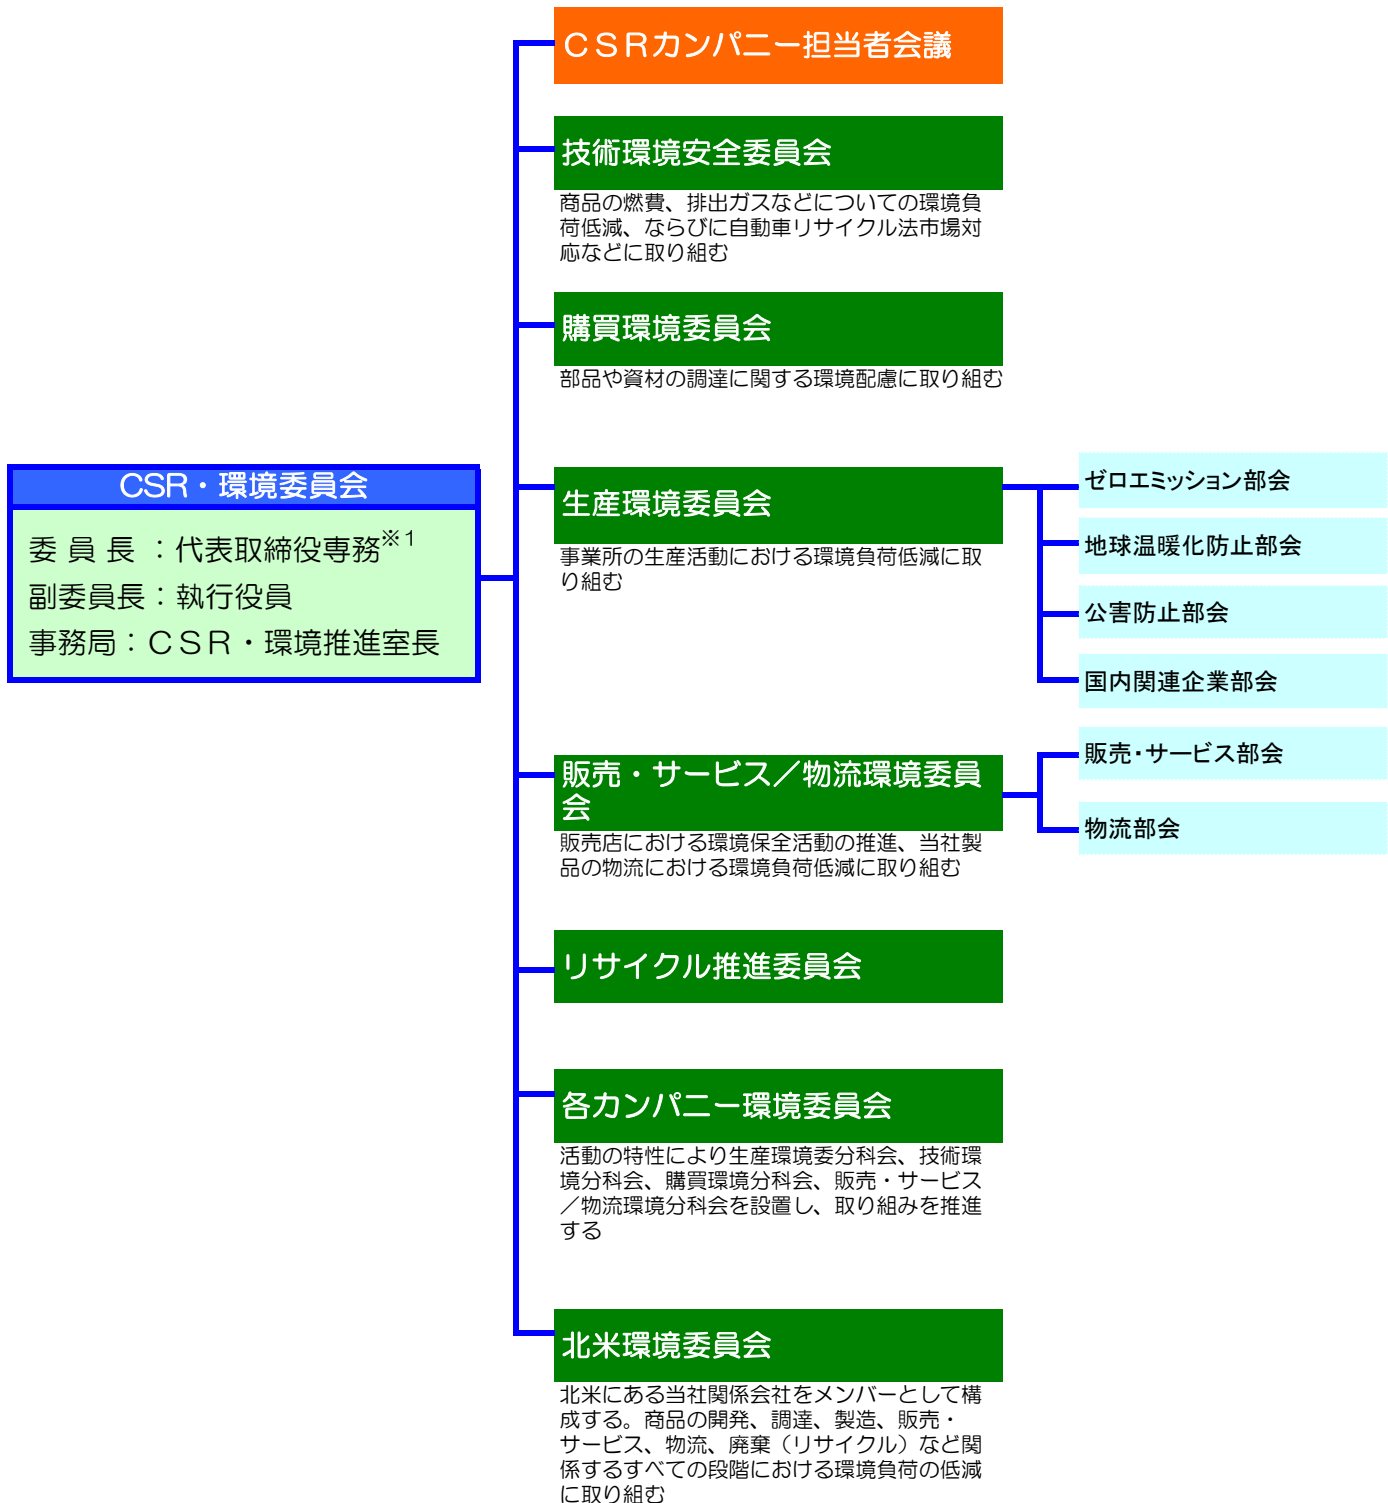 ＣＳＲカンパニー担当者会議
技術環境安全委員会
商品の燃費、排出ガスなどについての環境負
荷低減、ならびに自動車リサイクル法市場対
応などに取り組む
購買環境委員会
部品や資材の調達に関する環境配慮に取り組む
CSR・環境委員会
委 員 長 ：代表取締役専務※1
副委員長：執行役員
事務局：ＣＳＲ・環境推進室長
生産環境委員会
事業所の生産活動における環境負荷低減に取
り組む
ゼロエミッション部会
地球温暖化防止部会
公害防止部会
国内関連企業部会
販売・サービス／物流環境委員
会
販売店における環境保全活動の推進、当社製
品の物流における環境負荷低減に取り組む
販売・サービス部会
物流部会
リサイクル推進委員会
各カンパニー環境委員会
活動の特性により生産環境委分科会、技術環
境分科会、購買環境分科会、販売・サービス
／物流環境分科会を設置し、取り組みを推進
する
北米環境委員会
北米にある当社関係会社をメンバーとして構
成する。商品の開発、調達、製造、販売・
サービス、物流、廃棄（リサイクル）など関
係するすべての段階における環境負荷の低減
に取り組む